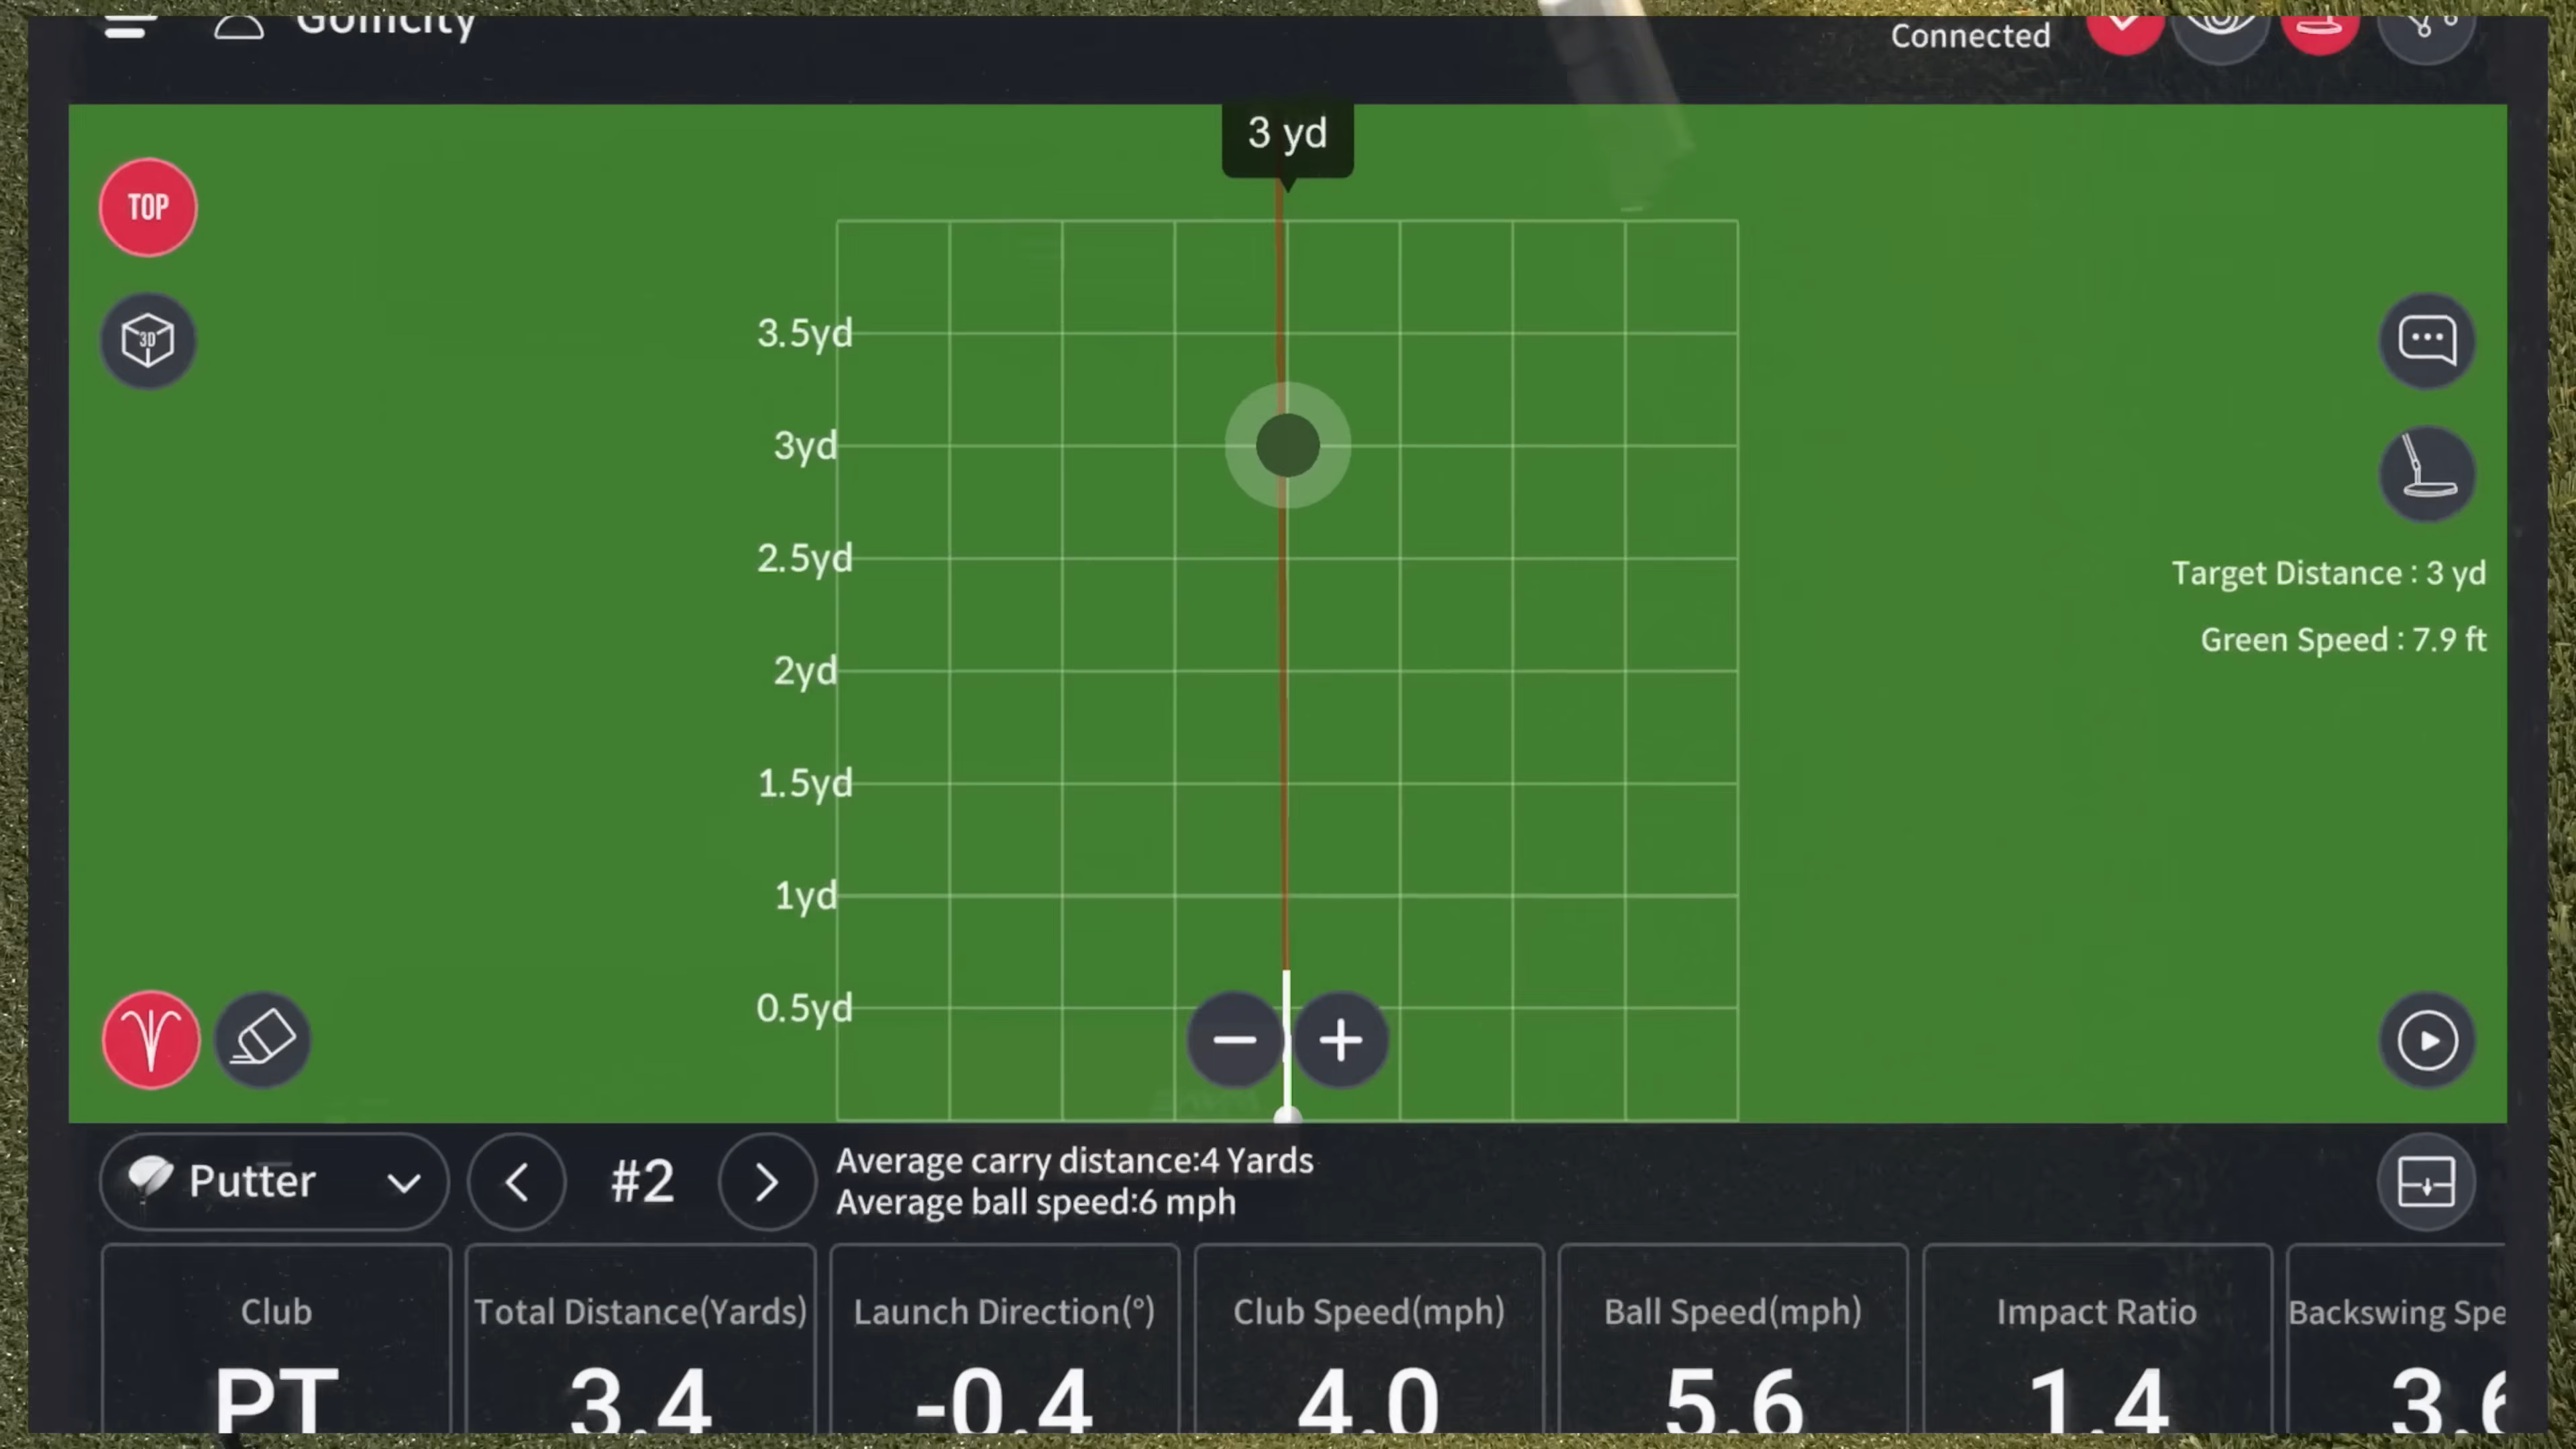 Connected
3 yd
TOP
3D
3.5yd
3yd
2.5yd
2yd
1.5yd
1yd
0.5yd
Target Distance : 3 yd
Green Speed : 7.9 ft
Putter
#2
Average carry distance:4 Yards
Average ball speed:6 mph
Club
Total Distance(Yards)
Launch Direction(°)
Club Speed(mph)
Ball Speed(mph)
Impact Ratio
Backswing Spe
PT
3.4
-0.4
4.0
5.6
1.4
3.6